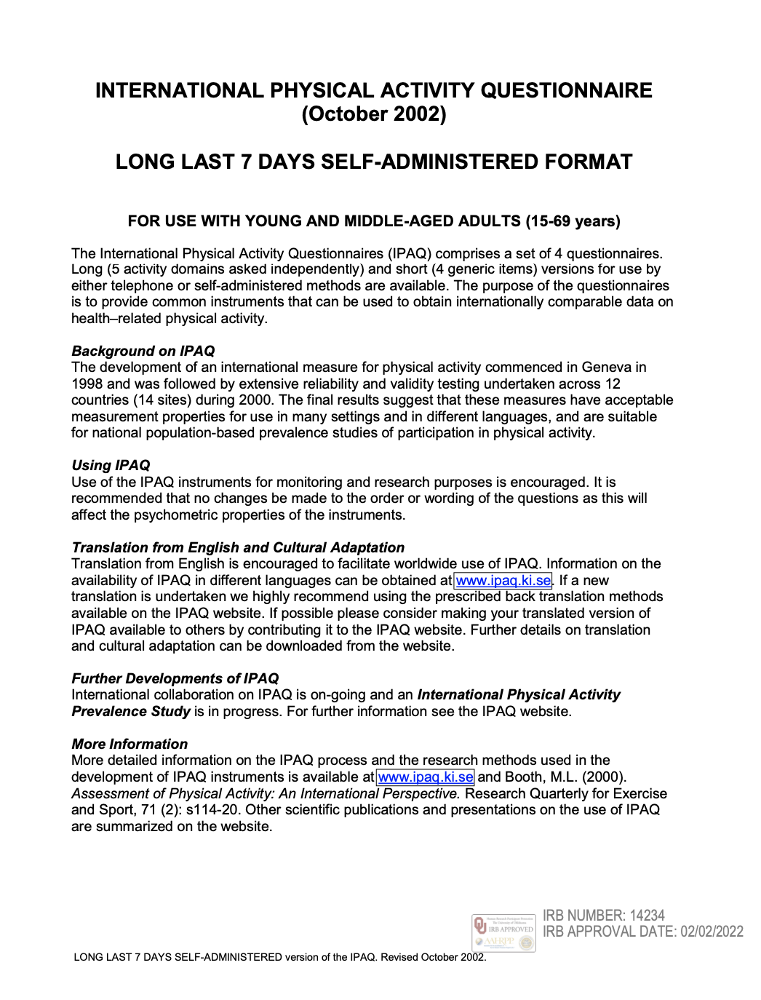 INTERNATIONAL PHYSICAL ACTIVITY QUESTIONNAIRE
(October 2002)
LONG LAST 7 DAYS SELF-ADMINISTERED FORMAT
FOR USE WITH YOUNG AND MIDDLE-AGED ADULTS (15-69 years)
The International Physical Activity Questionnaires (IPAQ) comprises a set of 4 questionnaires.
Long (5 activity domains asked independently) and short (4 generic items) versions for use by
either telephone or self-administered methods are available. The purpose of the questionnaires
is to provide common instruments that can be used to obtain internationally comparable data on
health–related physical activity.
Background on IPAQ
The development of an international measure for physical activity commenced in Geneva in
1998 and was followed by extensive reliability and validity testing undertaken across 12
countries (14 sites) during 2000. The final results suggest that these measures have acceptable
measurement properties for use in many settings and in different languages, and are suitable
for national population-based prevalence studies of participation in physical activity.
Using IPAQ
Use of the IPAQ instruments for monitoring and research purposes is encouraged. It is
recommended that no changes be made to the order or wording of the questions as this will
affect the psychometric properties of the instruments.
Translation from English and Cultural Adaptation
Translation from English is encouraged to facilitate worldwide use of IPAQ. Information on the
availability of IPAQ in different languages can be obtained at www.ipaq.ki.se. If a new
translation is undertaken we highly recommend using the prescribed back translation methods
available on the IPAQ website. If possible please consider making your translated version of
IPAQ available to others by contributing it to the IPAQ website. Further details on translation
and cultural adaptation can be downloaded from the website.
Further Developments of IPAQ
International collaboration on IPAQ is on-going and an International Physical Activity
Prevalence Study is in progress. For further information see the IPAQ website.
More Information
More detailed information on the IPAQ process and the research methods used in the
development of IPAQ instruments is available at www.ipaq.ki.se and Booth, M.L. (2000).
Assessment of Physical Activity: An International Perspective. Research Quarterly for Exercise
and Sport, 71 (2): s114-20. Other scientific publications and presentations on the use of IPAQ
are summarized on the website.
Human Research Participant Protection
The University of Oklahoma
IRB APPROVED
AAHRPP
IRB NUMBER: 14234
IRB APPROVAL DATE: 02/02/2022
LONG LAST 7 DAYS SELF-ADMINISTERED version of the IPAQ. Revised October 2002.